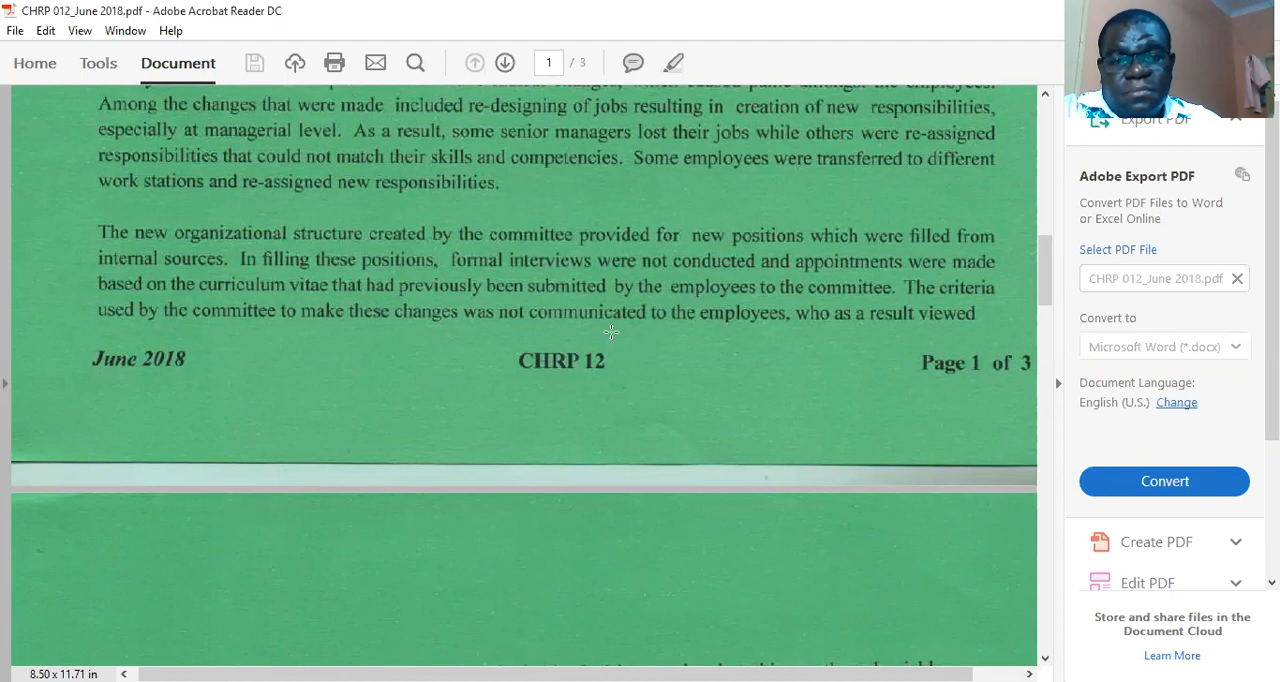 CHRP 012_June 2018.pdf - Adobe Acrobat Reader DC
File Edit View Window Help
Home Tools Document 1 / 3
Among the changes that were made included re-designing of jobs resulting in creation of new responsibilities,
especially at managerial level. As a result, some senior managers lost their jobs while others were re-assigned
responsibilities that could not match their skills and competencies. Some employees were transferred to different
work stations and re-assigned new responsibilities.
The new organizational structure created by the committee provided for new positions which were filled from
internal sources. In filling these positions, formal interviews were not conducted and appointments were made
based on the curriculum vitae that had previously been submitted by the employees to the committee. The criteria
used by the committee to make these changes was not communicated to the employees, who as a result viewed
June 2018 CHRP 12 Page 1 of 3
8.50 x 11.71 in
Export PDF
Adobe Export PDF
Convert PDF Files to Word
or Excel Online
Select PDF File
CHRP 012_June 2018.pdf
Convert to
Microsoft Word (*.docx)
Document Language:
English (U.S.) Change
Convert
Create PDF
Edit PDF
Store and share files in the
Document Cloud
Learn More